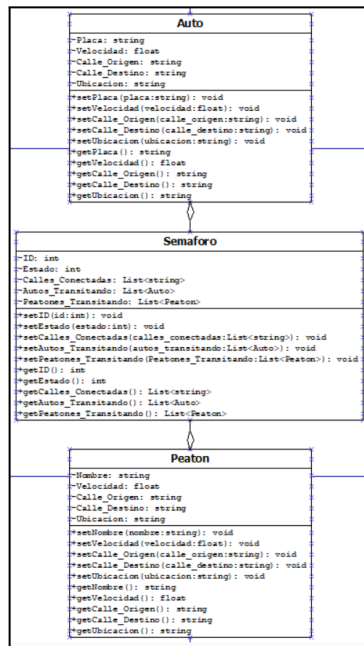 Auto
-Placa: string
-Velocidad: float
-Calle_Origen: string
-Calle_Destino: string
-Ubicacion: string
+setPlaca(placa:string): void
+setVelocidad(velocidad:float): void
+setCalle_Origen(calle_origen:string): void
+setCalle_Destino(calle_destino:string): void
+setUbicacion(ubicacion:string): void
+getPlaca(): string
+getVelocidad(): float
+getCalle_Origen(): string
+getCalle_Destino(): string
+getUbicacion(): string
Semaforo
-ID: int
-Estado: int
-Calles_Conectadas: List<string>
-Autos_Transitando: List<Auto>
-Peatones_Transitando: List<Peaton>
+setID(id:int): void
+setEstado(estado:int): void
+setCalles_Conectadas(calles_conectadas:List<string>): void
+setAutos_Transitando(autos_transitando:List<Auto>): void
+setPeatones_Transitando(Peatones_Transitando:List<Peaton>): void
+getID(): int
+getEstado(): int
+getCalles_Conectadas(): List<string>
+getAutos_Transitando(): List<Auto>
+getPeatones_Transitando(): List<Peaton>
Peaton
-Nombre: string
-Velocidad: float
-Calle_Origen: string
-Calle_Destino: string
-Ubicacion: string
+setNombre(nombre:string): void
+setVelocidad(velocidad:float): void
+setCalle_Origen(calle_origen:string): void
+setCalle_Destino(calle_destino:string): void
+setUbicacion(ubicacion:string): void
+getNombre(): string
+getVelocidad(): float
+getCalle_Origen(): string
+getCalle_Destino(): string
+getUbicacion(): string